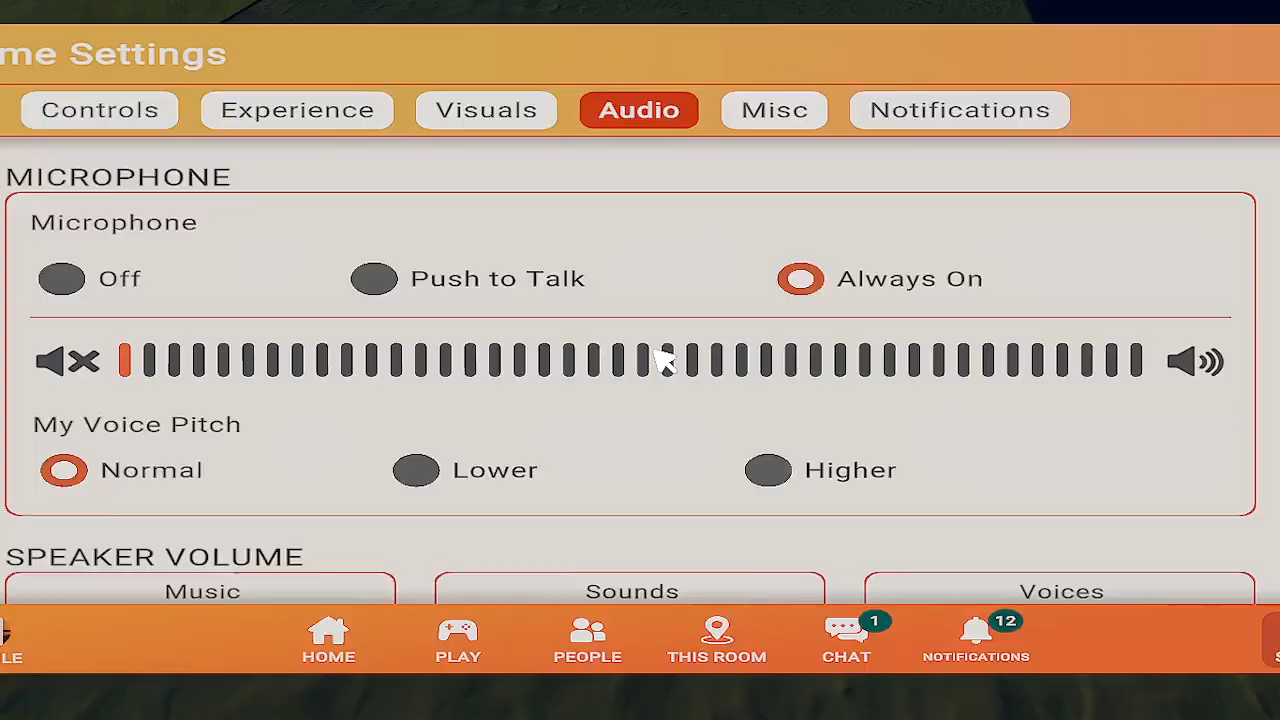 me Settings
Controls Experience Visuals Audio Misc Notifications
MICROPHONE
Microphone
Off Push to Talk Always On
My Voice Pitch
Normal Lower Higher
SPEAKER VOLUME
Music Sounds Voices
1 12
LE HOME PLAY PEOPLE THIS ROOM CHAT NOTIFICATIONS